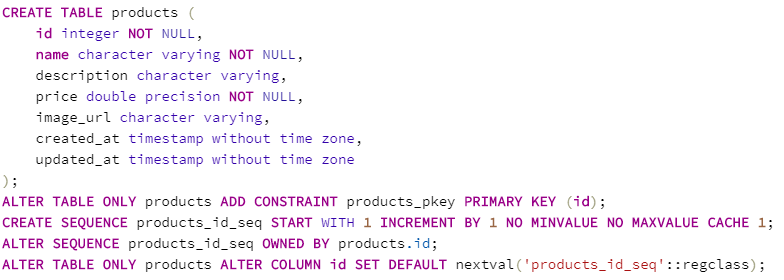 CREATE TABLE products (
    id integer NOT NULL,
    name character varying NOT NULL,
    description character varying,
    price double precision NOT NULL,
    image_url character varying,
    created_at timestamp without time zone,
    updated_at timestamp without time zone
);
ALTER TABLE ONLY products ADD CONSTRAINT products_pkey PRIMARY KEY (id);
CREATE SEQUENCE products_id_seq START WITH 1 INCREMENT BY 1 NO MINVALUE NO MAXVALUE CACHE 1;
ALTER SEQUENCE products_id_seq OWNED BY products.id;
ALTER TABLE ONLY products ALTER COLUMN id SET DEFAULT nextval('products_id_seq'::regclass);